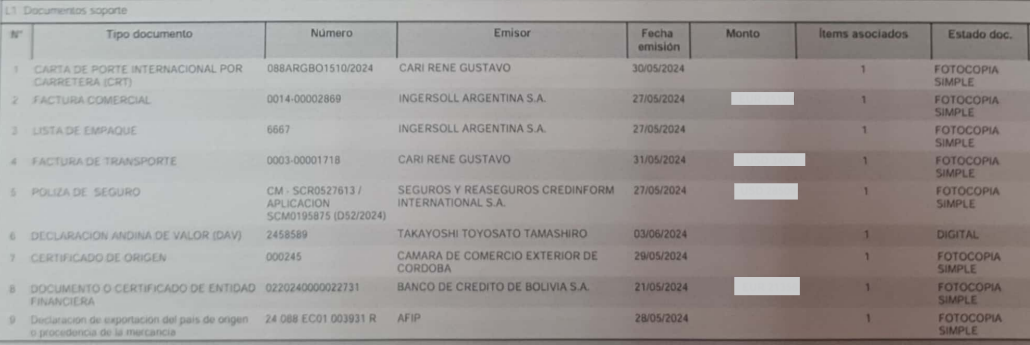 L1. Documentos soporte
N° Tipo documento Número Emisor Fecha emisión Monto Ítems asociados Estado doc.
1 CARTA DE PORTE INTERNACIONAL POR 088ARGBO1510/2024 CARI RENE GUSTAVO 30/05/2024 1 FOTOCOPIA
CARRETERA (CRT) SIMPLE
2 FACTURA COMERCIAL 0014-00002869 INGERSOLL ARGENTINA S.A. 27/05/2024 1 FOTOCOPIA
SIMPLE
3 LISTA DE EMPAQUE 6667 INGERSOLL ARGENTINA S.A. 27/05/2024 1 FOTOCOPIA
SIMPLE
4 FACTURA DE TRANSPORTE 0003-00001718 CARI RENE GUSTAVO 31/05/2024 1 FOTOCOPIA
SIMPLE
5 POLIZA DE SEGURO CM - SCR0527613 / SEGUROS Y REASEGUROS CREDINFORM 27/05/2024 1 FOTOCOPIA
APLICACION INTERNATIONAL S.A. SIMPLE
SCM0195875 (D52/2024)
6 DECLARACION ANDINA DE VALOR (DAV) 2458589 TAKAYOSHI TOYOSATO TAMASHIRO 03/06/2024 1 DIGITAL
7 CERTIFICADO DE ORIGEN 000245 CAMARA DE COMERCIO EXTERIOR DE 29/05/2024 1 FOTOCOPIA
CORDOBA SIMPLE
8 DOCUMENTO O CERTIFICADO DE ENTIDAD 0220240000022731 BANCO DE CREDITO DE BOLIVIA S.A. 21/05/2024 1 FOTOCOPIA
FINANCIERA SIMPLE
9 Declaracion de exportacion del pais de origen 24 088 EC01 003931 R AFIP 28/05/2024 1 FOTOCOPIA
o procedencia de la mercancia SIMPLE